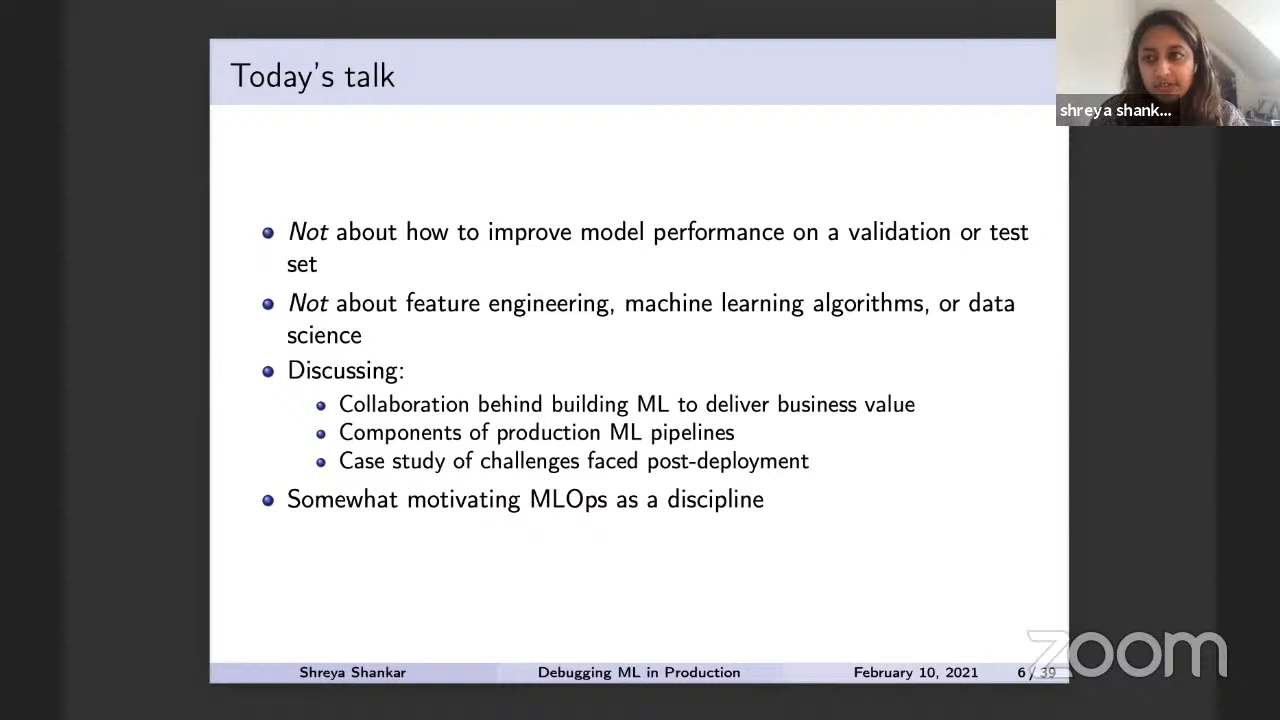 Today's talk
shreya shank...
Not about how to improve model performance on a validation or test
set
Not about feature engineering, machine learning algorithms, or data
science
Discussing:
Collaboration behind building ML to deliver business value
Components of production ML pipelines
Case study of challenges faced post-deployment
Somewhat motivating MLOps as a discipline
Shreya Shankar Debugging ML in Production February 10, 2021 6 / 39
zoom